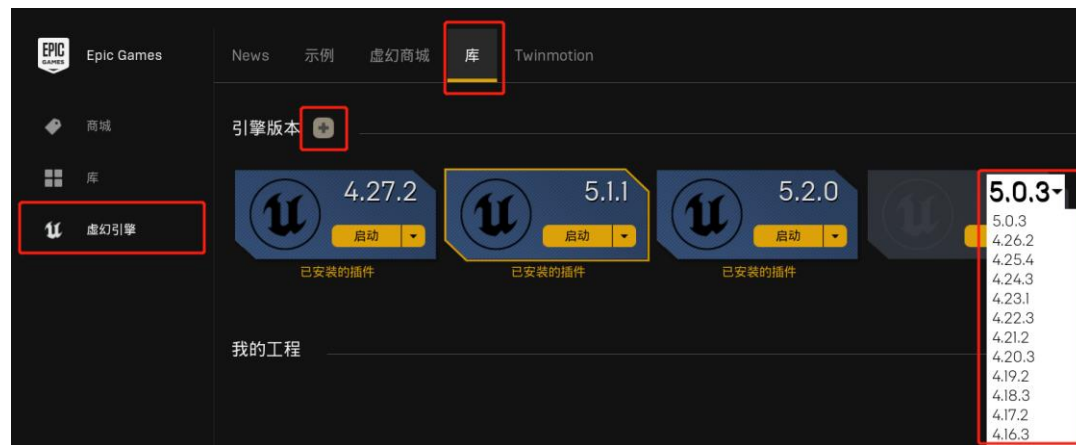 EPIC GAMES Epic Games
News 示例 虚幻商城 库 Twinmotion
商城
库
虚幻引擎
引擎版本
4.27.2
启动
已安装的插件
5.1.1
启动
已安装的插件
5.2.0
启动
已安装的插件
5.0.3
5.0.3
4.26.2
4.25.4
4.24.3
4.23.1
4.22.3
4.21.2
4.20.3
4.19.2
4.18.3
4.17.2
4.16.3
我的工程